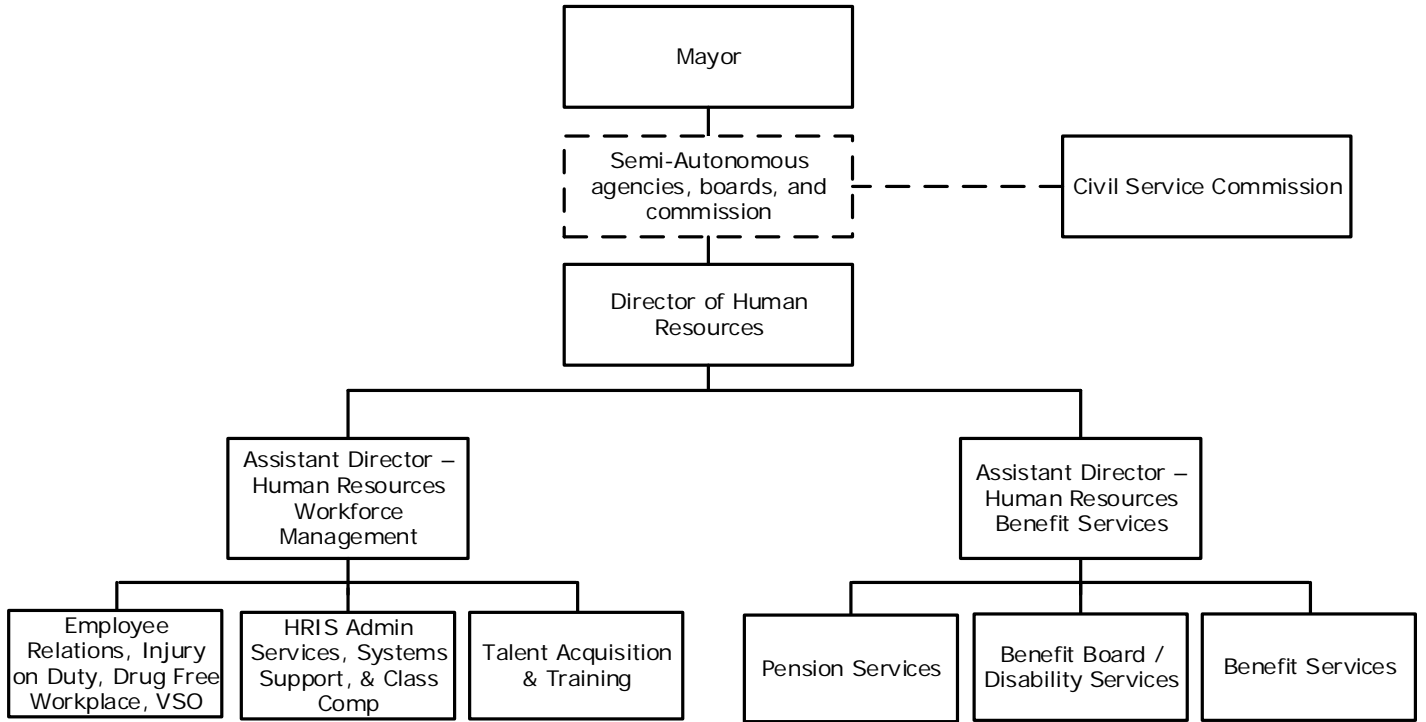 Mayor
Semi-Autonomous
agencies, boards, and
commission
Civil Service Commission
Director of Human
Resources
Assistant Director –
Human Resources
Workforce
Management
Assistant Director –
Human Resources
Benefit Services
Employee
Relations, Injury
on Duty, Drug Free
Workplace, VSO
HRIS Admin
Services, Systems
Support, & Class
Comp
Talent Acquisition
& Training
Pension Services
Benefit Board /
Disability Services
Benefit Services